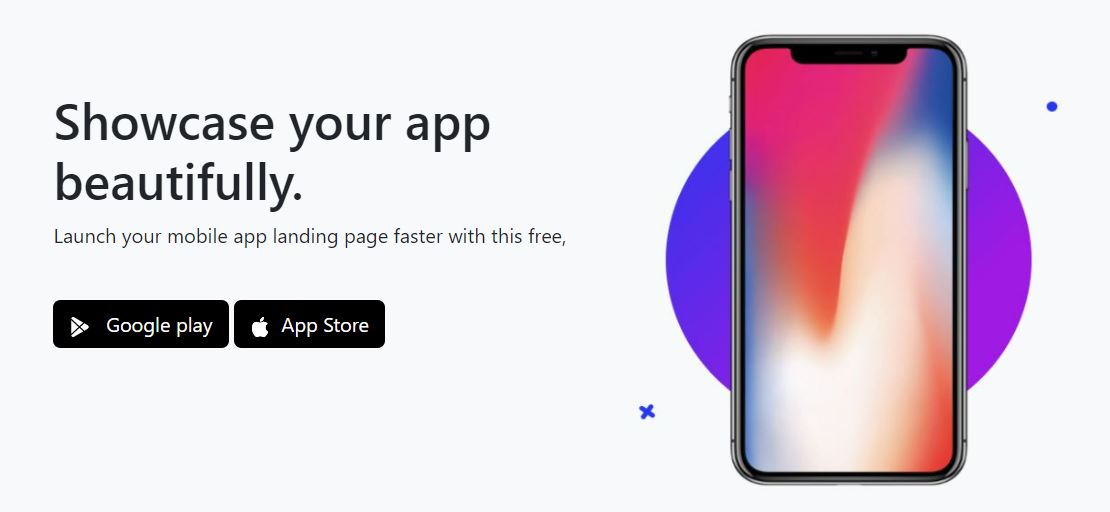 Showcase your app
beautifully.
Launch your mobile app landing page faster with this free,
Google play
App Store